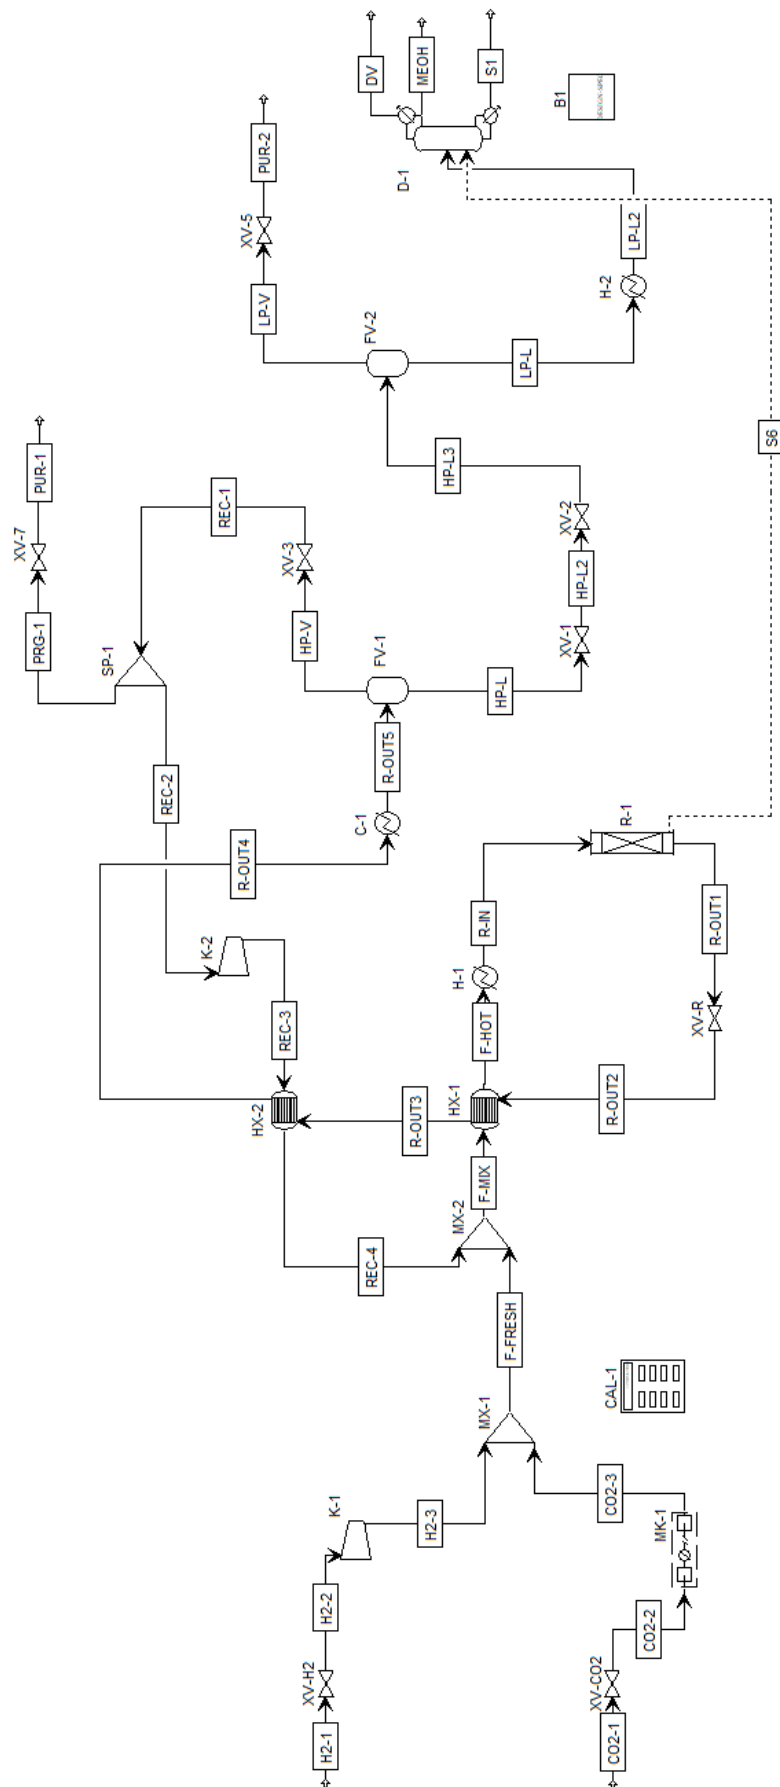 H2-1
XV-H2
H2-2
K-1
H2-3
CO2-1
XV-CO2
CO2-2
MK-1
CO2-3
MX-1
CAL-1
F-FRESH
REC-4
MX-2
F-MIX
HX-2
R-OUT3
HX-1
R-OUT2
XV-R
REC-3
F-HOT
H-1
R-OUT1
K-2
R-IN
R-1
R-OUT4
C-1
REC-2
R-OUT5
SP-1
FV-1
HP-L
PRG-1
HP-V
XV-1
XV-7
XV-3
HP-L2
REC-1
XV-2
PUR-1
HP-L3
S6
FV-2
LP-L
LP-V
H-2
XV-5
LP-L2
PUR-2
D-1
DV
MEOH
S1
B1
DESIGN-SPEC